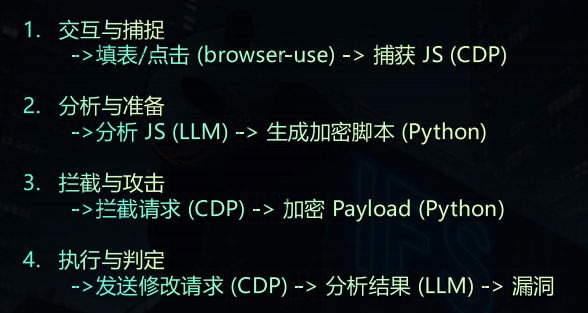 1. 交互与捕捉
->填表/点击 (browser-use) -> 捕获 JS (CDP)
2. 分析与准备
->分析 JS (LLM) -> 生成加密脚本 (Python)
3. 拦截与攻击
->拦截请求 (CDP) -> 加密 Payload (Python)
4. 执行与判定
->发送修改请求 (CDP) -> 分析结果 (LLM) -> 漏洞